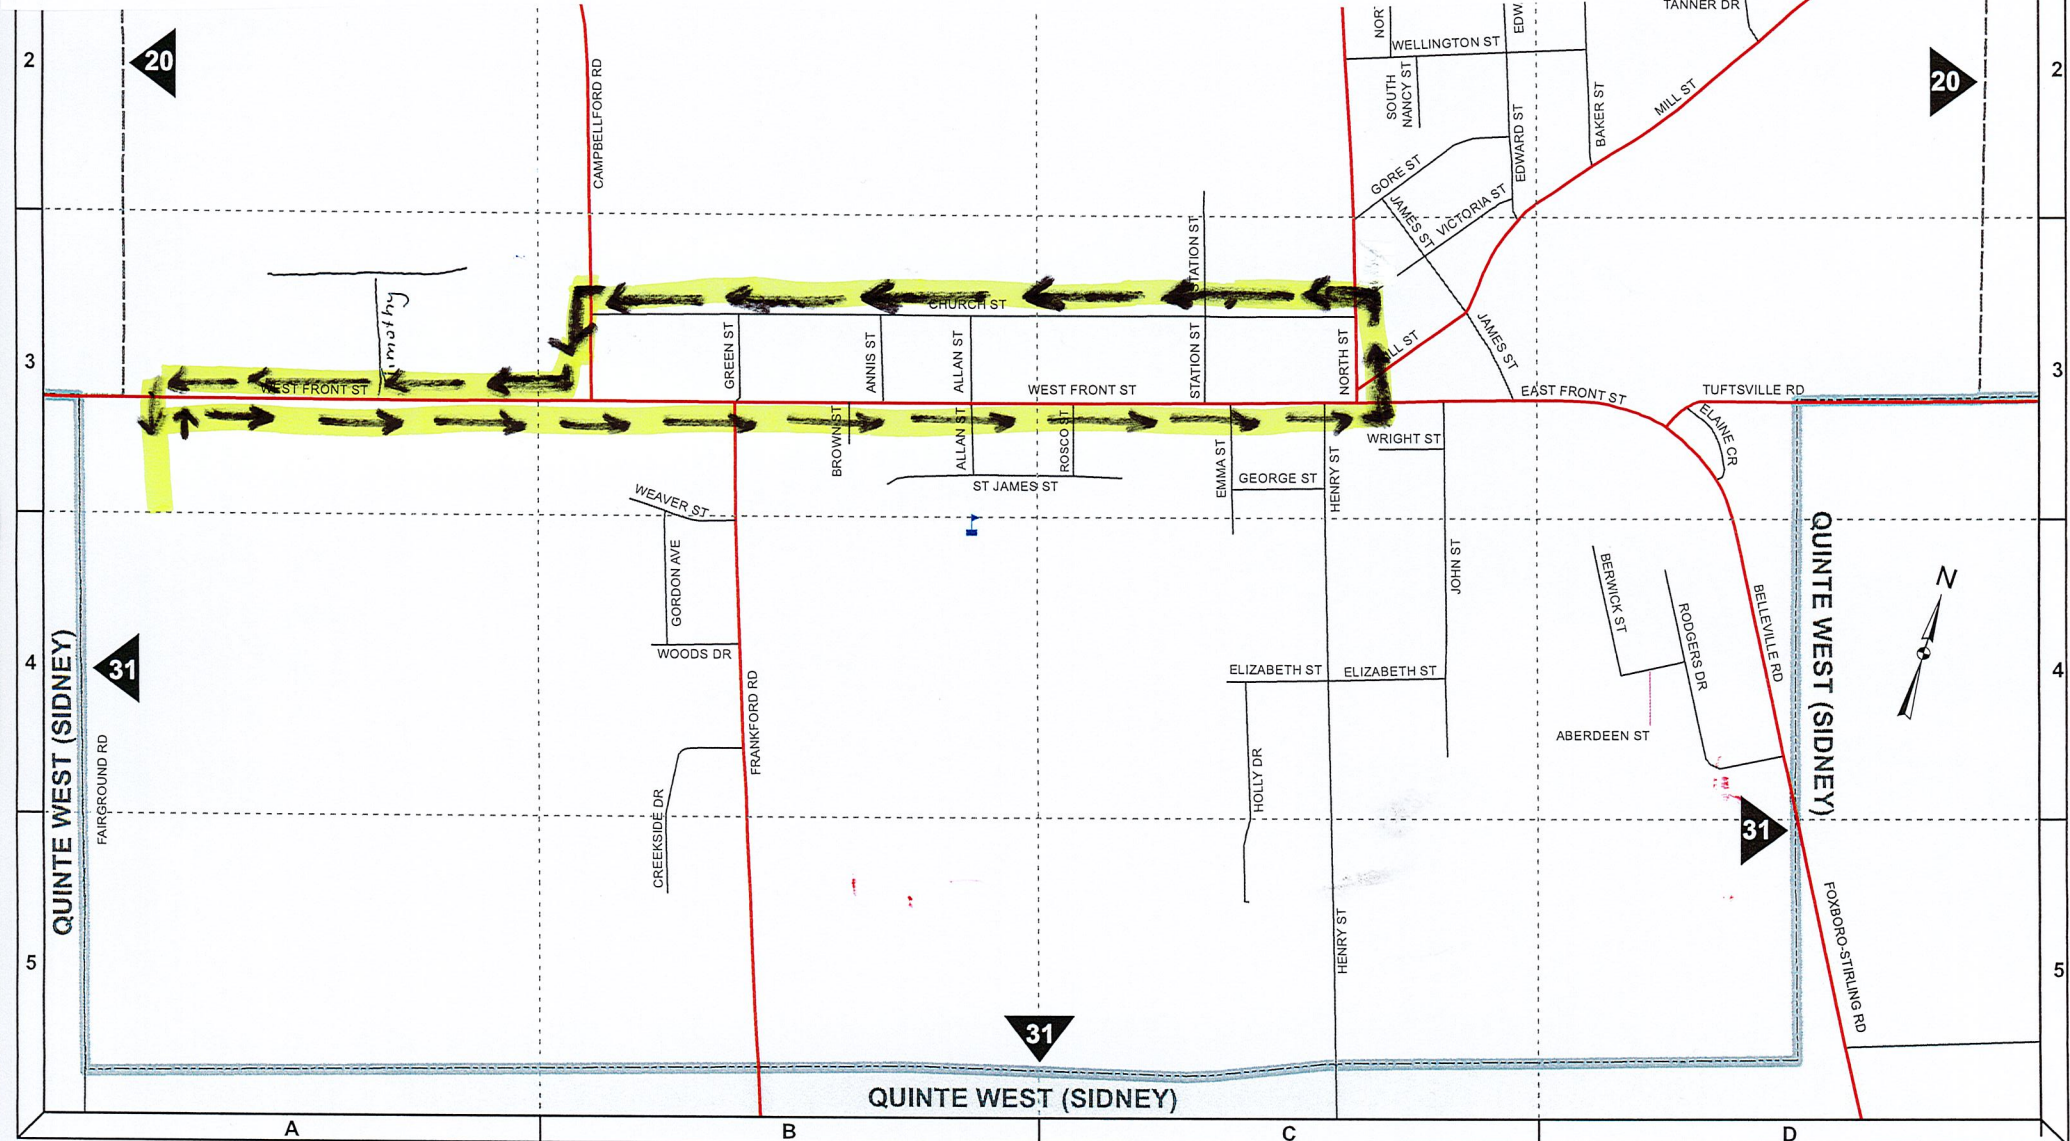 TANNER DR
NOR
EDW
2
20
CAMPBELLFORD RD
WELLINGTON ST
SOUTH
NANCY ST
EDWARD ST
BAKER ST
MILL ST
20
2
GORE ST
JAMES ST
VICTORIA ST
STATION ST
Timothy
CHURCH ST
3
WEST FRONT ST
GREEN ST
ANNIS ST
ALLAN ST
WEST FRONT ST
STATION ST
NORTH ST
ILL ST
JAMES ST
EAST FRONT ST
TUFTSVILLE RD
3
BROWN ST
ALLAN ST
ROSCO ST
EMMA ST
HENRY ST
WRIGHT ST
ELAINE CR
GEORGE ST
ST JAMES ST
WEAVER ST
GORDON AVE
WOODS DR
JOHN ST
BERWICK ST
RODGERS DR
BELLEVILLE RD
QUINTE WEST (SIDNEY)
N
4
31
QUINTE WEST (SIDNEY)
FAIRGROUND RD
FRANKFORD RD
ELIZABETH ST
ELIZABETH ST
ABERDEEN ST
4
CREEKSIDE DR
HOLLY DR
31
FOXBORO-STIRLING RD
HENRY ST
5
5
31
QUINTE WEST (SIDNEY)
A
B
C
D